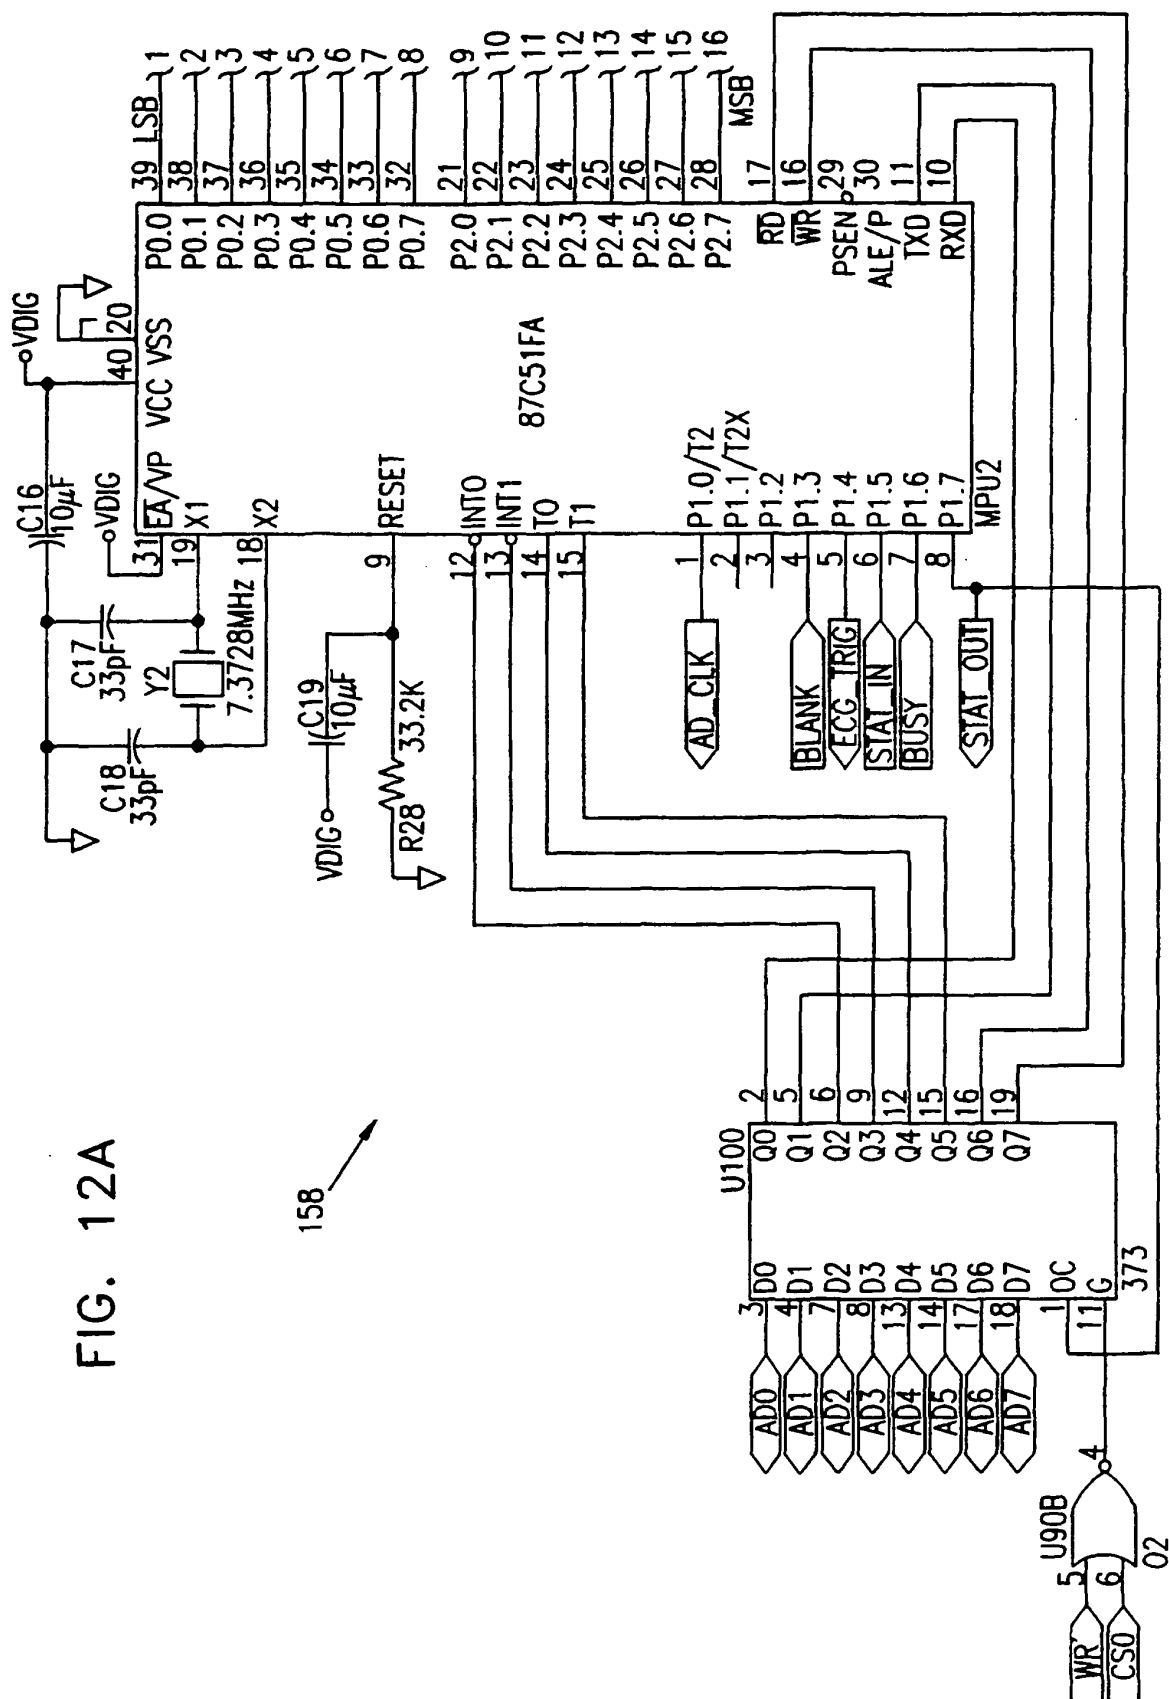 FIG. 12A
158
VDIG
C16
10µF
VDIG
C17
33pF
C18
33pF
Y2
7.3728MHz
VDIG
C19
10µF
33.2K
R28
31 EA/VP
19 X1
18 X2
9 RESET
12 INT0
13 INT1
14 T0
15 T1
1 P1.0/T2
2 P1.1/T2X
3 P1.2
4 P1.3
5 P1.4
6 P1.5
7 P1.6
8 P1.7
MPU2
40 VCC
20 VSS
87C51FA
P0.0 39 LSB 1
P0.1 38 2
P0.2 37 3
P0.3 36 4
P0.4 35 5
P0.5 34 6
P0.6 33 7
P0.7 32 8
P2.0 21 9
P2.1 22 10
P2.2 23 11
P2.3 24 12
P2.4 25 13
P2.5 26 14
P2.6 27 15
P2.7 28 16
MSB
RD 17
WR 16
PSEN 29
ALE/P 30
TXD 11
RXD 10
AD_CLK
BLANK
ECG_TRIG
STAT_IN
BUSY
STAT_OUT
U100
AD0 3 D0 Q0 2
AD1 4 D1 Q1 5
AD2 7 D2 Q2 6
AD3 8 D3 Q3 9
AD4 13 D4 Q4 12
AD5 14 D5 Q5 15
AD6 17 D6 Q6 16
AD7 18 D7 Q7 19
1 OC
11 G
373
U90B
WR' 5
CS0 6
4
02